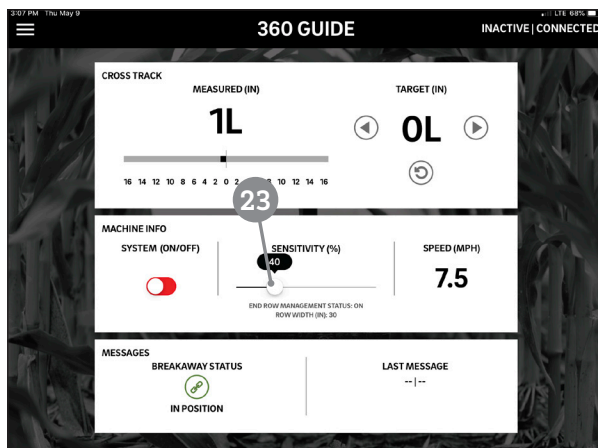 3:07 PM Thu May 9
LTE 68%
360 GUIDE
INACTIVE | CONNECTED
CROSS TRACK
MEASURED (IN)
TARGET (IN)
1L
0L
16 14 12 10 8 6 4 2 0 2 8 10 12 14 16
23
MACHINE INFO
SYSTEM (ON/OFF)
SENSITIVITY (%)
SPEED (MPH)
40
7.5
END ROW MANAGEMENT STATUS: ON
ROW WIDTH (IN): 30
MESSAGES
BREAKAWAY STATUS
LAST MESSAGE
--|--
IN POSITION